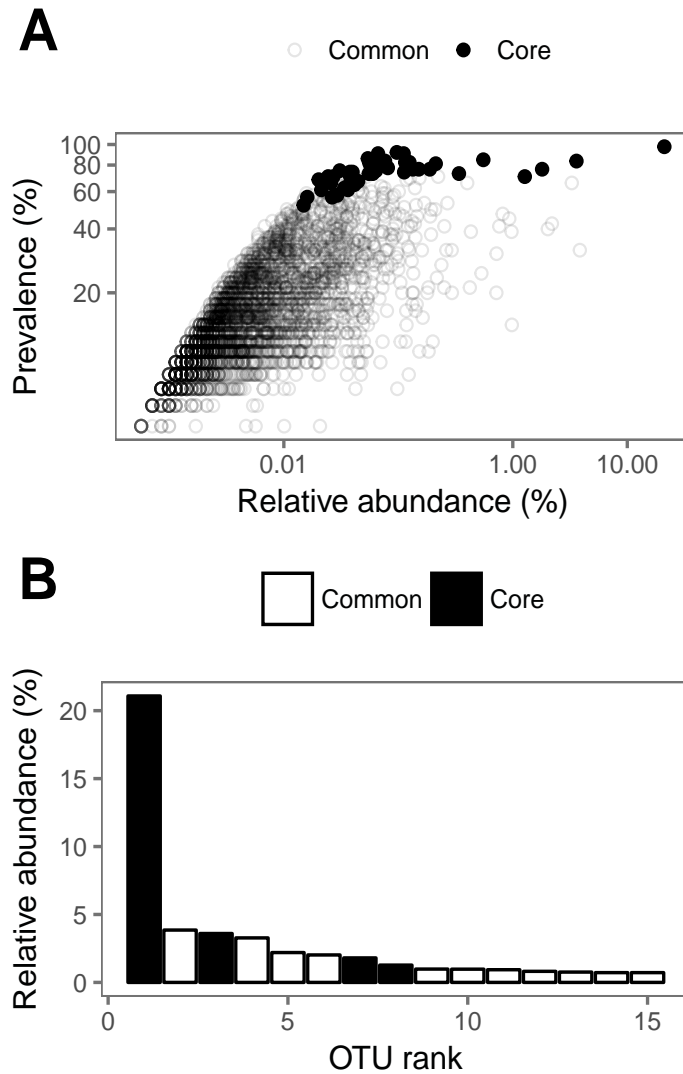 A
Common Core
Prevalence (%)
100
80
60
40
20
0.01 1.00 10.00
Relative abundance (%)
B
Common Core
Relative abundance (%)
20
15
10
5
0
0 5 10 15
OTU rank